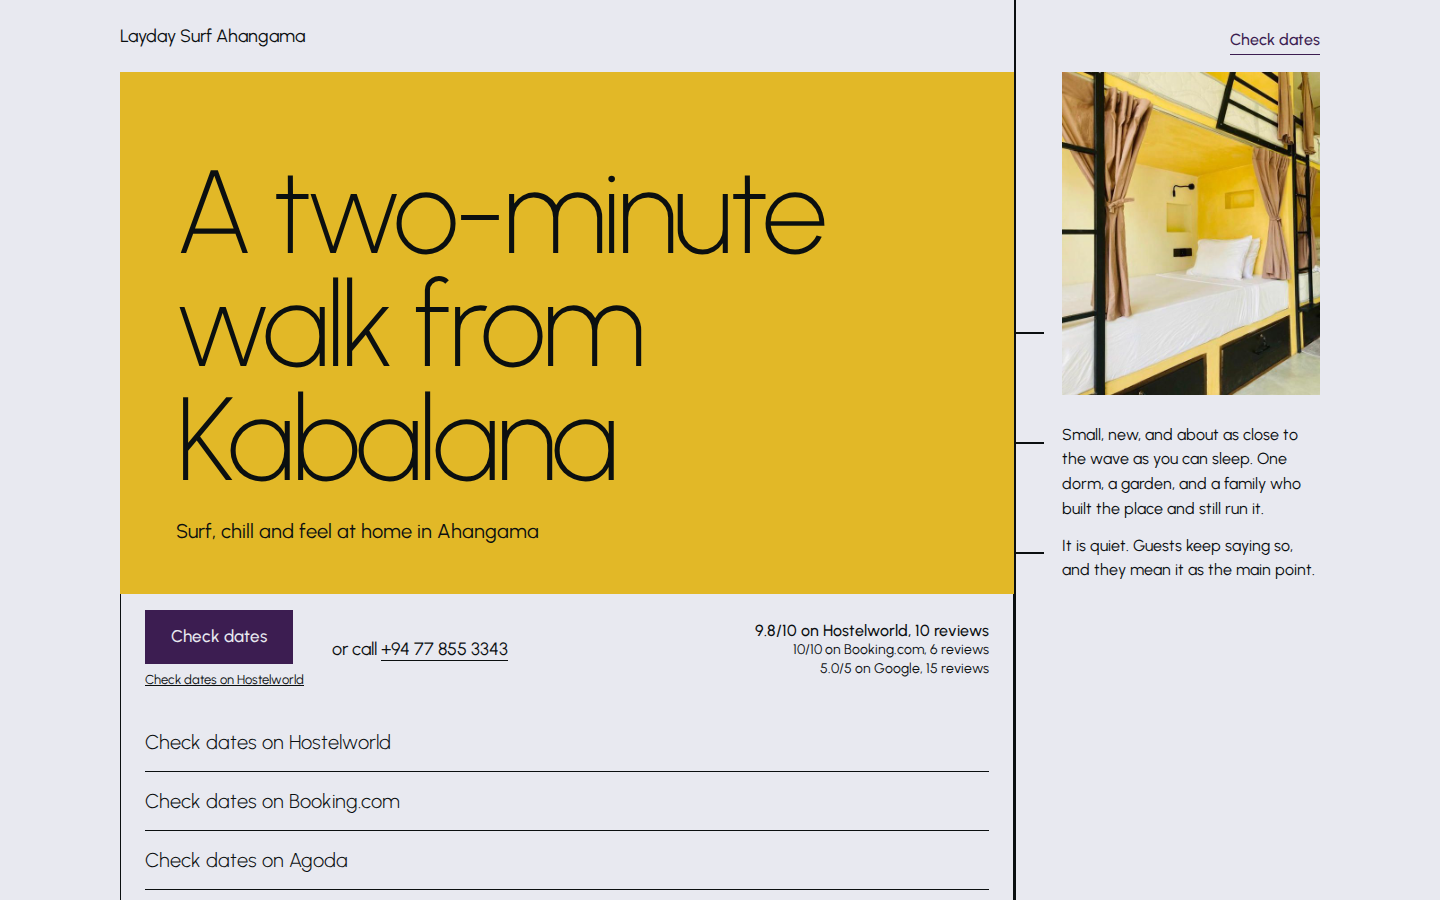 Layday Surf Ahangama
Check dates
A two-minute
walk from
Kabalana
Surf, chill and feel at home in Ahangama
Small, new, and about as close to
the wave as you can sleep. One
dorm, a garden, and a family who
built the place and still run it.
It is quiet. Guests keep saying so,
and they mean it as the main point.
Check dates
or call +94 77 855 3343
Check dates on Hostelworld
9.8/10 on Hostelworld, 10 reviews
10/10 on Booking.com, 6 reviews
5.0/5 on Google, 15 reviews
Check dates on Hostelworld
Check dates on Booking.com
Check dates on Agoda